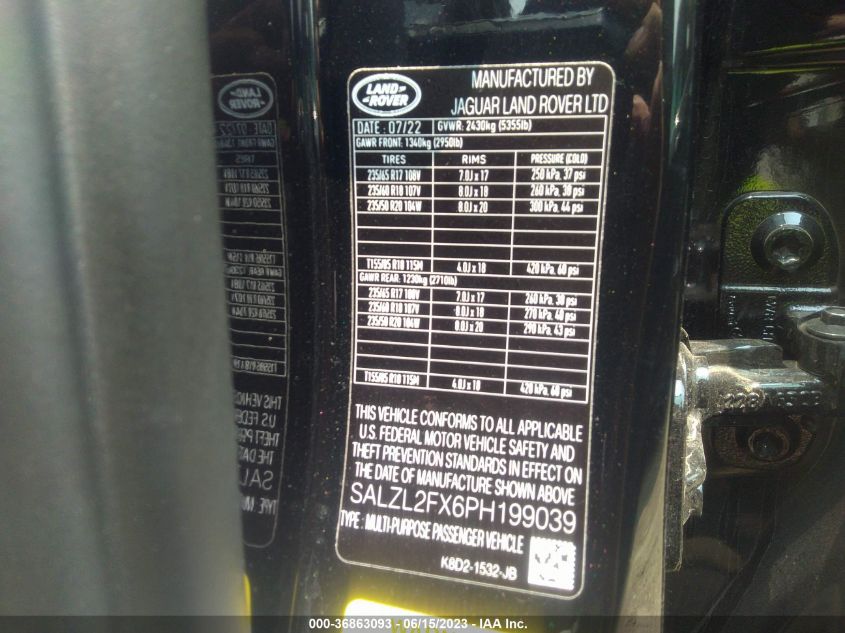 LAND
ROVER
MANUFACTURED BY
JAGUAR LAND ROVER LTD
DATE : 07/22 GVWR: 2430kg (5355lb)
GAWR FRONT: 1340kg (2950lb)
TIRES RIMS PRESSURE (COLD)
235/65 R17 108V 7.0J x 17 250 kPa, 37 psi
235/60 R18 107V 8.0J x 18 260 kPa, 38 psi
235/50 R20 104W 8.0J x 20 300 kPa, 44 psi
T155/85 R18 115M 4.0J x 18 420 kPa, 60 psi
GAWR REAR: 1230kg (2710lb)
235/65 R17 108V 7.0J x 17 260 kPa, 38 psi
235/60 R18 107V 8.0J x 18 270 kPa, 40 psi
235/50 R20 104W 8.0J x 20 290 kPa, 43 psi
T155/85 R18 115M 4.0J x 18 420 kPa, 60 psi
THIS VEHICLE CONFORMS TO ALL APPLICABLE
U.S. FEDERAL MOTOR VEHICLE SAFETY AND
THEFT PREVENTION STANDARDS IN EFFECT ON
THE DATE OF MANUFACTURE SHOWN ABOVE
SALZL2FX6PH199039
TYPE : MULTI-PURPOSE PASSENGER VEHICLE
K8D2-1532-JB
000-36863093 - 06/15/2023 - IAA Inc.